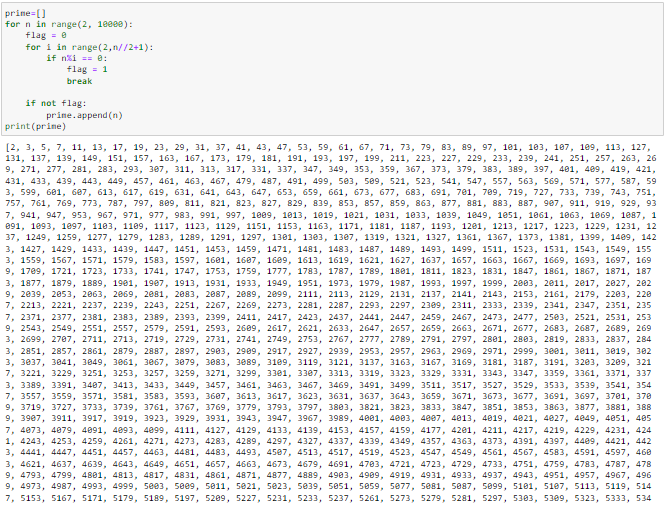 prime=[]
for n in range(2, 10000):
    flag = 0
    for i in range(2,n//2+1):
        if n%i == 0:
            flag = 1
            break
    if not flag:
        prime.append(n)
print(prime)
[2, 3, 5, 7, 11, 13, 17, 19, 23, 29, 31, 37, 41, 43, 47, 53, 59, 61, 67, 71, 73, 79, 83, 89, 97, 101, 103, 107, 109, 113, 127,
131, 137, 139, 149, 151, 157, 163, 167, 173, 179, 181, 191, 193, 197, 199, 211, 223, 227, 229, 233, 239, 241, 251, 257, 263, 26
9, 271, 277, 281, 283, 293, 307, 311, 313, 317, 331, 337, 347, 349, 353, 359, 367, 373, 379, 383, 389, 397, 401, 409, 419, 421,
431, 433, 439, 443, 449, 457, 461, 463, 467, 479, 487, 491, 499, 503, 509, 521, 523, 541, 547, 557, 563, 569, 571, 577, 587, 59
3, 599, 601, 607, 613, 617, 619, 631, 641, 643, 647, 653, 659, 661, 673, 677, 683, 691, 701, 709, 719, 727, 733, 739, 743, 751,
757, 761, 769, 773, 787, 797, 809, 811, 821, 823, 827, 829, 839, 853, 857, 859, 863, 877, 881, 883, 887, 907, 911, 919, 929, 93
7, 941, 947, 953, 967, 971, 977, 983, 991, 997, 1009, 1013, 1019, 1021, 1031, 1033, 1039, 1049, 1051, 1061, 1063, 1069, 1087, 1
091, 1093, 1097, 1103, 1109, 1117, 1123, 1129, 1151, 1153, 1163, 1171, 1181, 1187, 1193, 1201, 1213, 1217, 1223, 1229, 1231, 12
37, 1249, 1259, 1277, 1279, 1283, 1289, 1291, 1297, 1301, 1303, 1307, 1319, 1321, 1327, 1361, 1367, 1373, 1381, 1399, 1409, 142
3, 1427, 1429, 1433, 1439, 1447, 1451, 1453, 1459, 1471, 1481, 1483, 1487, 1489, 1493, 1499, 1511, 1523, 1531, 1543, 1549, 155
3, 1559, 1567, 1571, 1579, 1583, 1597, 1601, 1607, 1609, 1613, 1619, 1621, 1627, 1637, 1657, 1663, 1667, 1669, 1693, 1697, 169
9, 1709, 1721, 1723, 1733, 1741, 1747, 1753, 1759, 1777, 1783, 1787, 1789, 1801, 1811, 1823, 1831, 1847, 1861, 1867, 1871, 187
3, 1877, 1879, 1889, 1901, 1907, 1913, 1931, 1933, 1949, 1951, 1973, 1979, 1987, 1993, 1997, 1999, 2003, 2011, 2017, 2027, 202
9, 2039, 2053, 2063, 2069, 2081, 2083, 2087, 2089, 2099, 2111, 2113, 2129, 2131, 2137, 2141, 2143, 2153, 2161, 2179, 2203, 220
7, 2213, 2221, 2237, 2239, 2243, 2251, 2267, 2269, 2273, 2281, 2287, 2293, 2297, 2309, 2311, 2333, 2339, 2341, 2347, 2351, 235
7, 2371, 2377, 2381, 2383, 2389, 2393, 2399, 2411, 2417, 2423, 2437, 2441, 2447, 2459, 2467, 2473, 2477, 2503, 2521, 2531, 253
9, 2543, 2549, 2551, 2557, 2579, 2591, 2593, 2609, 2617, 2621, 2633, 2647, 2657, 2659, 2663, 2671, 2677, 2683, 2687, 2689, 269
3, 2699, 2707, 2711, 2713, 2719, 2729, 2731, 2741, 2749, 2753, 2767, 2777, 2789, 2791, 2797, 2801, 2803, 2819, 2833, 2837, 284
3, 2851, 2857, 2861, 2879, 2887, 2897, 2903, 2909, 2917, 2927, 2939, 2953, 2957, 2963, 2969, 2971, 2999, 3001, 3011, 3019, 302
3, 3037, 3041, 3049, 3061, 3067, 3079, 3083, 3089, 3109, 3119, 3121, 3137, 3163, 3167, 3169, 3181, 3187, 3191, 3203, 3209, 321
7, 3221, 3229, 3251, 3253, 3257, 3259, 3271, 3299, 3301, 3307, 3313, 3319, 3323, 3329, 3331, 3343, 3347, 3359, 3361, 3371, 337
3, 3389, 3391, 3407, 3413, 3433, 3449, 3457, 3461, 3463, 3467, 3469, 3491, 3499, 3511, 3517, 3527, 3529, 3533, 3539, 3541, 354
7, 3557, 3559, 3571, 3581, 3583, 3593, 3607, 3613, 3617, 3623, 3631, 3637, 3643, 3659, 3671, 3673, 3677, 3691, 3697, 3701, 370
9, 3719, 3727, 3733, 3739, 3761, 3767, 3769, 3779, 3793, 3797, 3803, 3821, 3823, 3833, 3847, 3851, 3853, 3863, 3877, 3881, 388
9, 3907, 3911, 3917, 3919, 3923, 3929, 3931, 3943, 3947, 3967, 3989, 4001, 4003, 4007, 4013, 4019, 4021, 4027, 4049, 4051, 405
7, 4073, 4079, 4091, 4093, 4099, 4111, 4127, 4129, 4133, 4139, 4153, 4157, 4159, 4177, 4201, 4211, 4217, 4219, 4229, 4231, 424
1, 4243, 4253, 4259, 4261, 4271, 4273, 4283, 4289, 4297, 4327, 4337, 4339, 4349, 4357, 4363, 4373, 4391, 4397, 4409, 4421, 442
3, 4441, 4447, 4451, 4457, 4463, 4481, 4483, 4493, 4507, 4513, 4517, 4519, 4523, 4547, 4549, 4561, 4567, 4583, 4591, 4597, 460
3, 4621, 4637, 4639, 4643, 4649, 4651, 4657, 4663, 4673, 4679, 4691, 4703, 4721, 4723, 4729, 4733, 4751, 4759, 4783, 4787, 478
9, 4793, 4799, 4801, 4813, 4817, 4831, 4861, 4871, 4877, 4889, 4903, 4909, 4919, 4931, 4933, 4937, 4943, 4951, 4957, 4967, 496
9, 4973, 4987, 4993, 4999, 5003, 5009, 5011, 5021, 5023, 5039, 5051, 5059, 5077, 5081, 5087, 5099, 5101, 5107, 5113, 5119, 514
7, 5153, 5167, 5171, 5179, 5189, 5197, 5209, 5227, 5231, 5233, 5237, 5261, 5273, 5279, 5281, 5297, 5303, 5309, 5323, 5333, 534